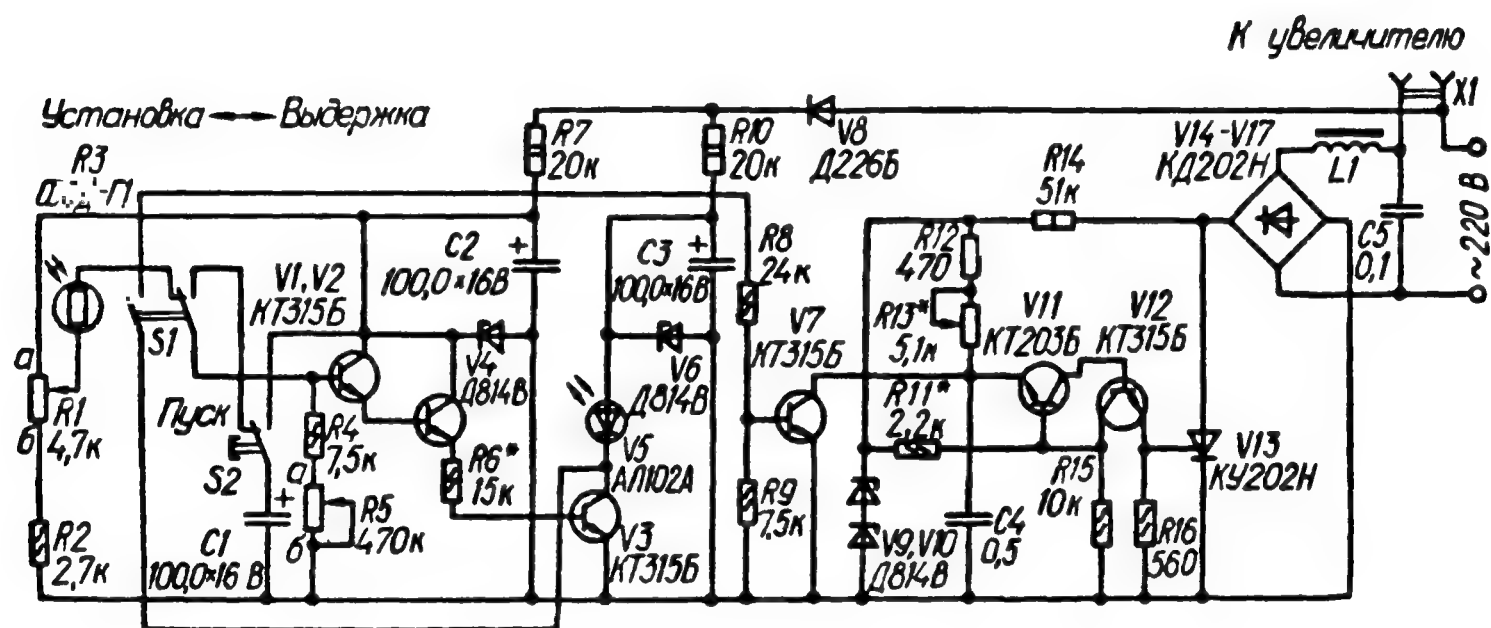 К увеличителю
Установка ↔ Выдержка
X1
R3
R7
20к
R10
20к
V8
Д226Б
V14-V17
КД202Н
L1
R14
51к
C5
0,1
~220 В
C2
+
100,0×16В
C3
+
100,0×16В
R8
24к
R12
470
V1, V2
КТ315Б
S1
V7
КТ315Б
R13*
5,1к
V11
КТ203Б
V12
КТ315Б
V4
Д814В
V6
Д814В
а
R1
4,7к
б
Пуск
S2
R4
7,5к
а
R5
470к
б
R6*
15к
V5
АЛ102А
R11*
2,2к
V13
КУ202Н
R2
2,7к
C1
+
100,0×16 В
V3
КТ315Б
R9
7,5к
V9, V10
Д814В
C4
0,5
R15
10к
R16
560